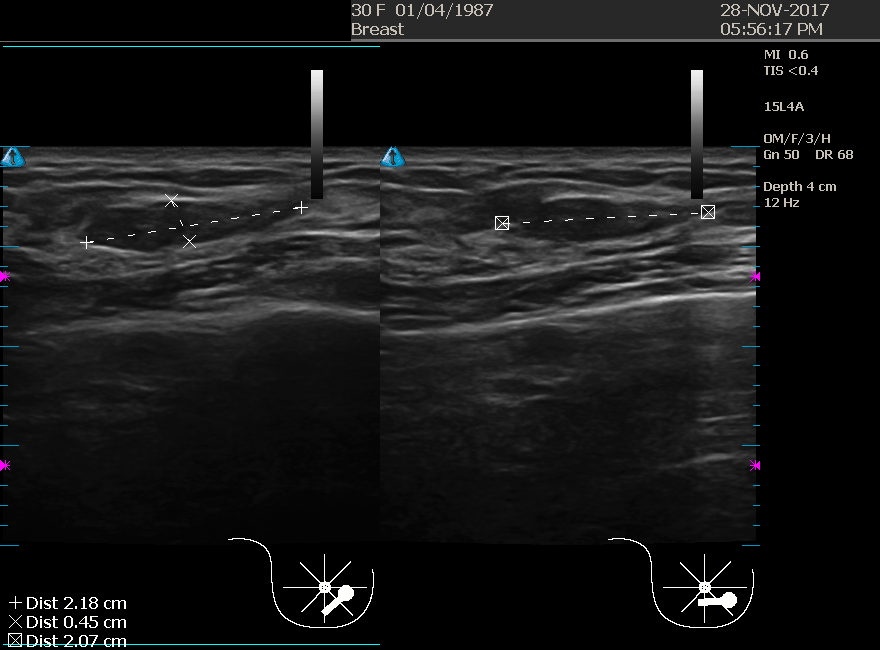 30 F 01/04/1987
28-NOV-2017
Breast
05:56:17 PM
MI 0.6
TIS <0.4
15L4A
OM/F/3/H
Gn 50 DR 68
Depth 4 cm
12 Hz
Dist 2.18 cm
Dist 0.45 cm
Dist 2.07 cm